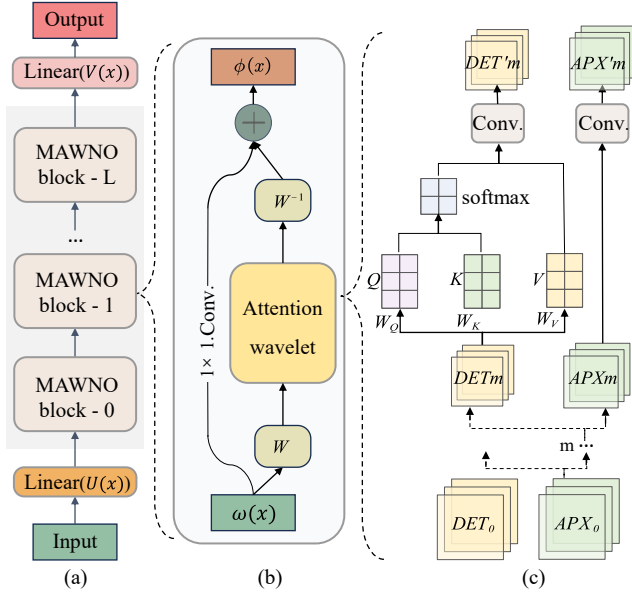 Output
Linear(V(x))
MAWNO
block - L
...
MAWNO
block - 1
MAWNO
block - 0
Linear(U(x))
Input
(a)
ϕ(x)
+
W⁻¹
1× 1.Conv.
Attention
wavelet
W
ω(x)
(b)
DET'm
APX'm
Conv.
Conv.
softmax
Q
K
V
W_Q
W_K
W_V
DETm
APXm
m ...
DET₀
APX₀
(c)